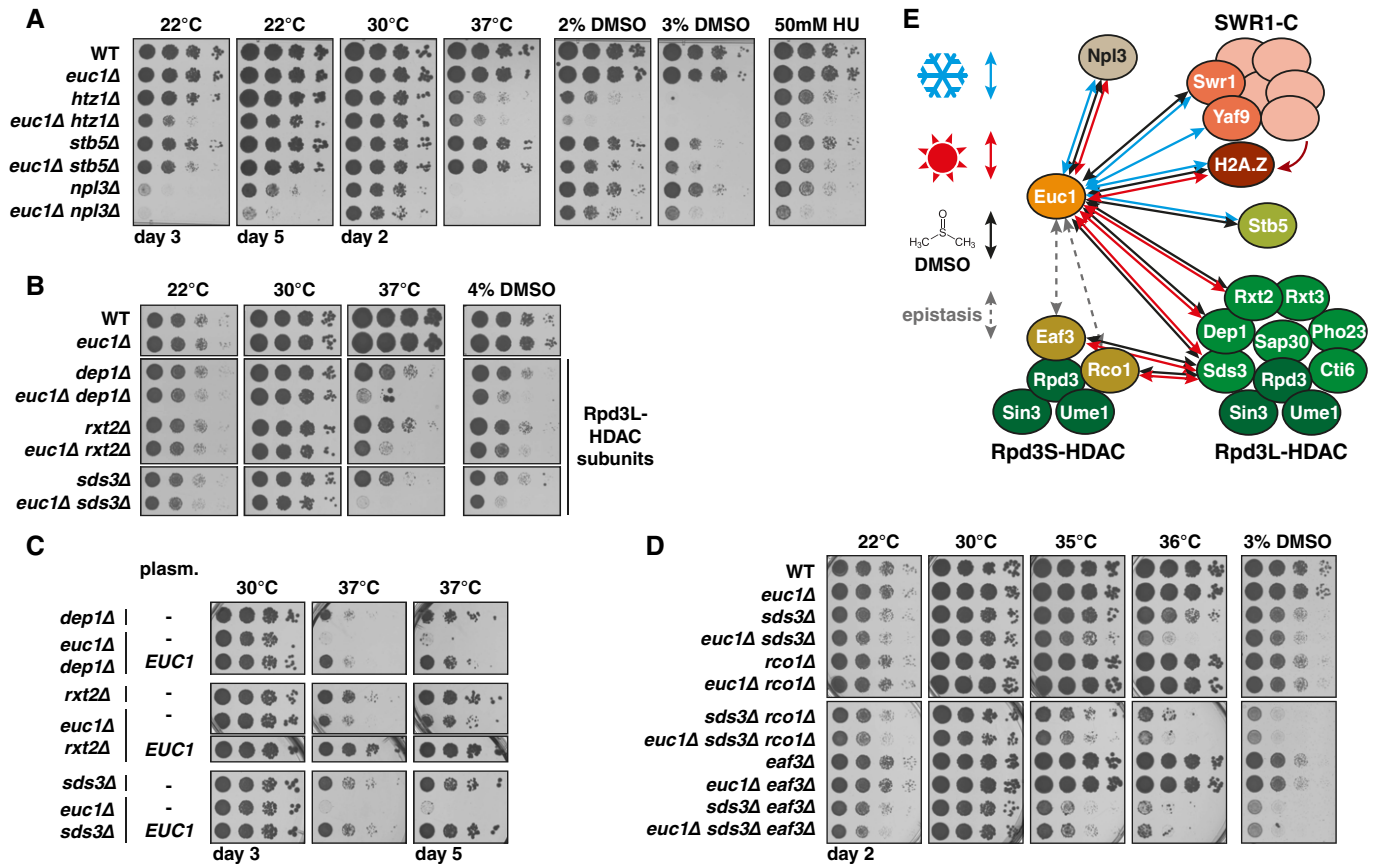 A
22°C 22°C 30°C 37°C 2% DMSO 3% DMSO 50mM HU
WT
euc1Δ
htz1Δ
euc1Δ htz1Δ
stb5Δ
euc1Δ stb5Δ
npl3Δ
euc1Δ npl3Δ
day 3 day 5 day 2
B
22°C 30°C 37°C 4% DMSO
WT
euc1Δ
dep1Δ
euc1Δ dep1Δ
rxt2Δ
euc1Δ rxt2Δ
sds3Δ
euc1Δ sds3Δ
Rpd3L-
HDAC
subunits
C
plasm.
30°C 37°C 37°C
dep1Δ -
euc1Δ -
dep1Δ EUC1
rxt2Δ -
euc1Δ -
rxt2Δ EUC1
sds3Δ -
euc1Δ -
sds3Δ EUC1
day 3 day 5
D
22°C 30°C 35°C 36°C 3% DMSO
WT
euc1Δ
sds3Δ
euc1Δ sds3Δ
rco1Δ
euc1Δ rco1Δ
sds3Δ rco1Δ
euc1Δ sds3Δ rco1Δ
eaf3Δ
euc1Δ eaf3Δ
sds3Δ eaf3Δ
euc1Δ sds3Δ eaf3Δ
day 2
E
SWR1-C
Npl3
Swr1
Yaf9
H2A.Z
Euc1
Stb5
O
S
H₃C CH₃
DMSO
epistasis
Rxt2 Rxt3
Dep1 Sap30 Pho23
Eaf3
Rco1 Sds3 Cti6
Rpd3 Rpd3
Sin3 Ume1 Sin3 Ume1
Rpd3S-HDAC Rpd3L-HDAC